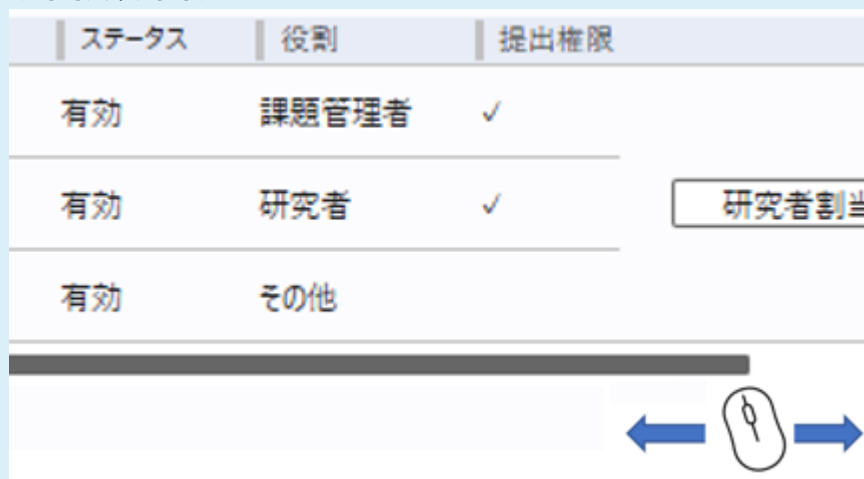 ステータス 役割 提出権限
有効 課題管理者 ✓
有効 研究者 ✓ 研究者割当
有効 その他